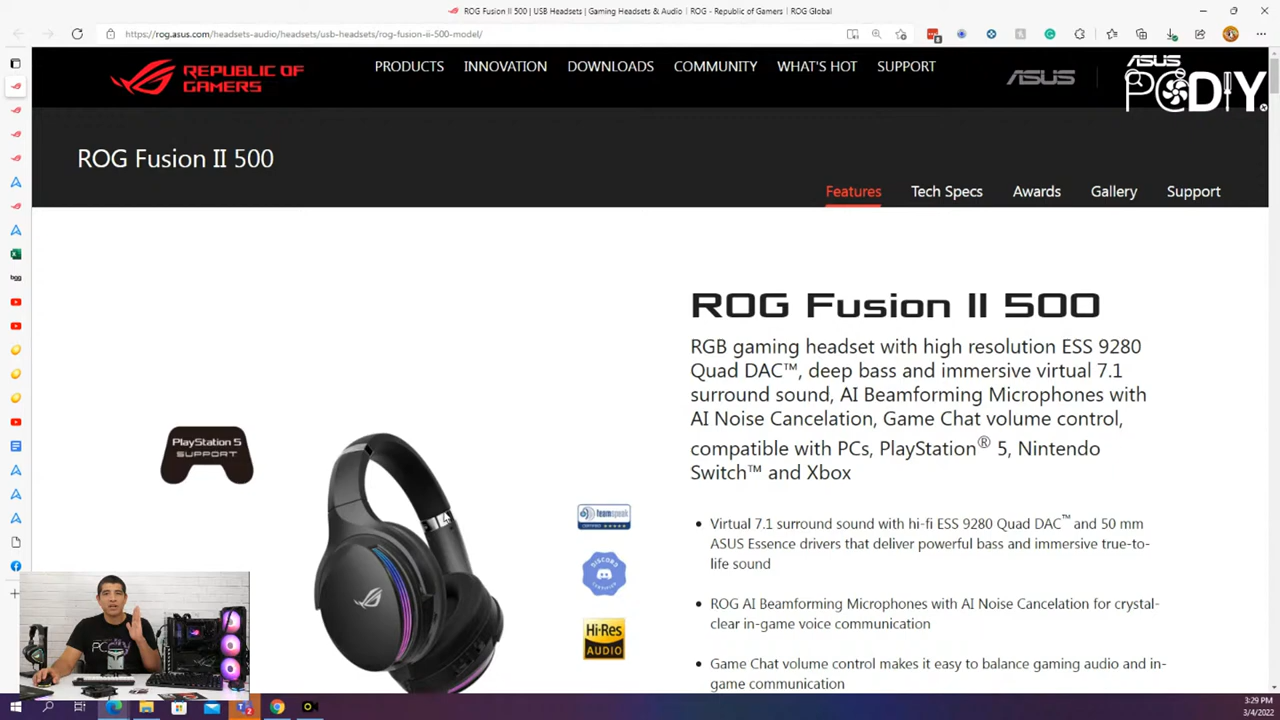 ROG Fusion II 500 | USB Headsets | Gaming Headsets & Audio | ROG - Republic of Gamers | ROG Global
https://rog.asus.com/headsets-audio/headsets/usb-headsets/rog-fusion-ii-500-model/
REPUBLIC OF
GAMERS
PRODUCTS INNOVATION DOWNLOADS COMMUNITY WHAT'S HOT SUPPORT
ASUS
ASUS
PCDIY.
ROG Fusion II 500
Features Tech Specs Awards Gallery Support
ROG Fusion II 500
RGB gaming headset with high resolution ESS 9280
Quad DAC™, deep bass and immersive virtual 7.1
surround sound, AI Beamforming Microphones with
AI Noise Cancelation, Game Chat volume control,
compatible with PCs, PlayStation® 5, Nintendo
Switch™ and Xbox
PlayStation 5
SUPPORT
teamspeak
CERTIFIED
DISCORD
CERTIFIED
Hi-Res
AUDIO
• Virtual 7.1 surround sound with hi-fi ESS 9280 Quad DAC™ and 50 mm
ASUS Essence drivers that deliver powerful bass and immersive true-to-
life sound
• ROG AI Beamforming Microphones with AI Noise Cancelation for crystal-
clear in-game voice communication
• Game Chat volume control makes it easy to balance gaming audio and in-
game communication
bgg
PCDIY
3:29 PM
3/4/2022